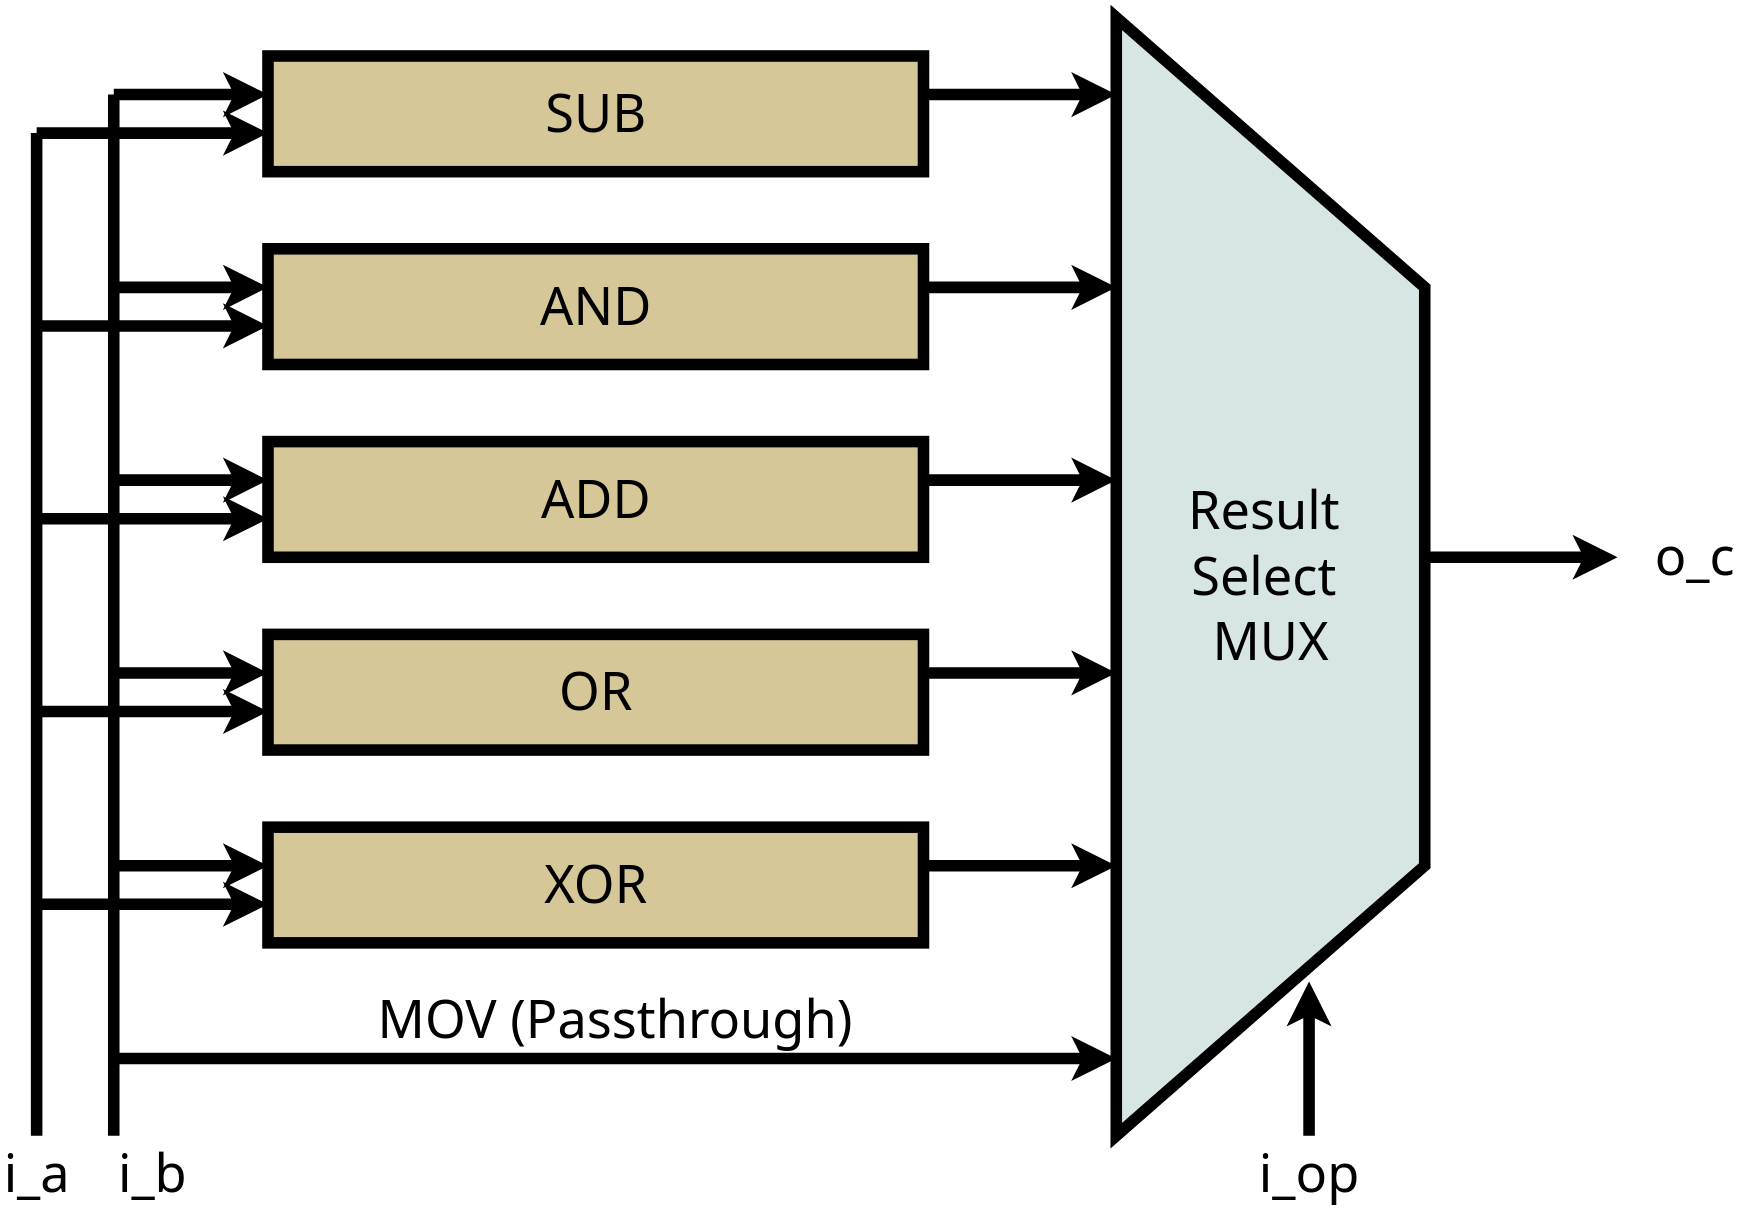 SUB
AND
ADD
OR
XOR
MOV (Passthrough)
Result
Select
MUX
o_c
i_a
i_b
i_op